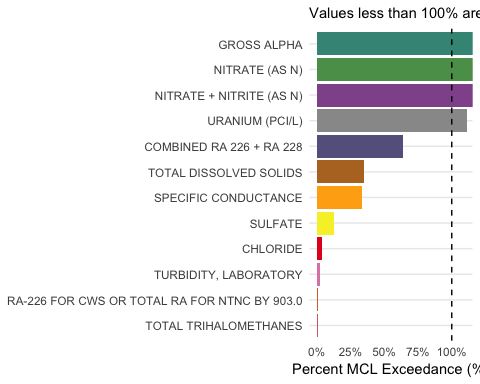 Values less than 100% are
GROSS ALPHA
NITRATE (AS N)
NITRATE + NITRITE (AS N)
URANIUM (PCI/L)
COMBINED RA 226 + RA 228
TOTAL DISSOLVED SOLIDS
SPECIFIC CONDUCTANCE
SULFATE
CHLORIDE
TURBIDITY, LABORATORY
RA-226 FOR CWS OR TOTAL RA FOR NTNC BY 903.0
TOTAL TRIHALOMETHANES
0% 25% 50% 75% 100%
Percent MCL Exceedance (%